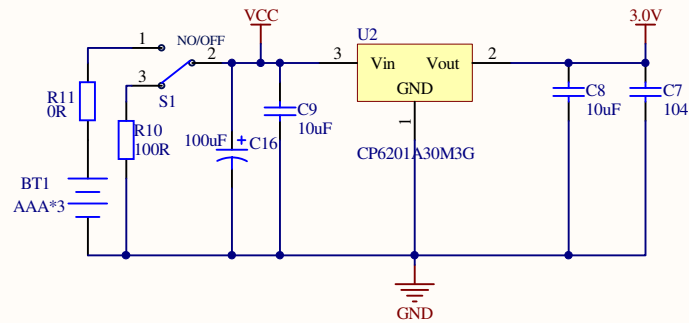 VCC
3.0V
U2
1
NO/OFF
2
3
Vin
Vout
2
GND
3
S1
R11
0R
R10
100R
100uF
+
C16
C9
10uF
1
CP6201A30M3G
C8
10uF
C7
104
BT1
AAA*3
GND